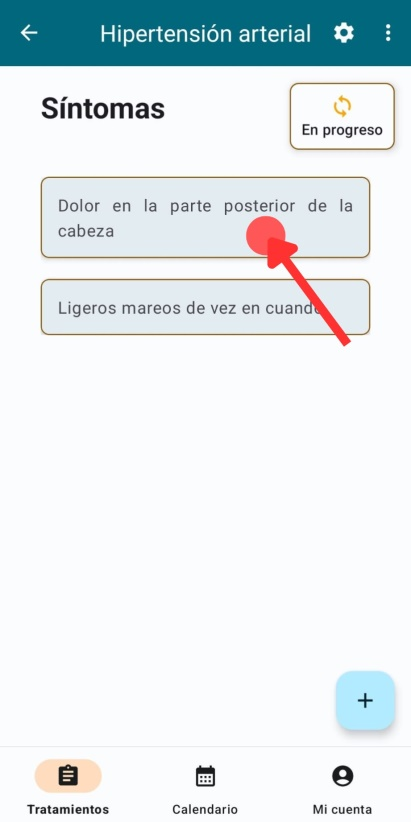 Hipertensión arterial
Síntomas
En progreso
Dolor en la parte posterior de la
cabeza
Ligeros mareos de vez en cuando
Tratamientos
Calendario
Mi cuenta